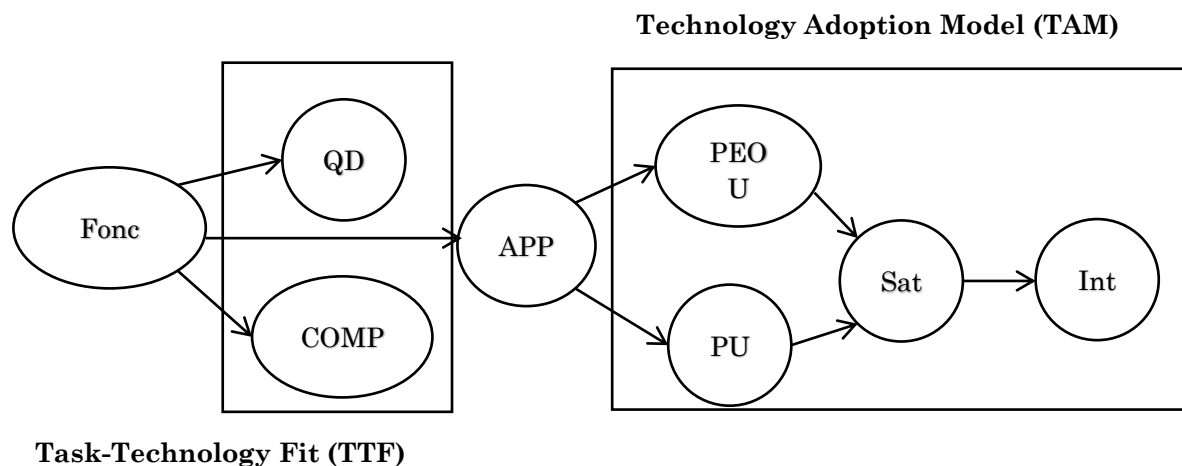 Technology Adoption Model (TAM)
QD
PEO
U
Fonc
APP
Sat
Int
COMP
PU
Task-Technology Fit (TTF)